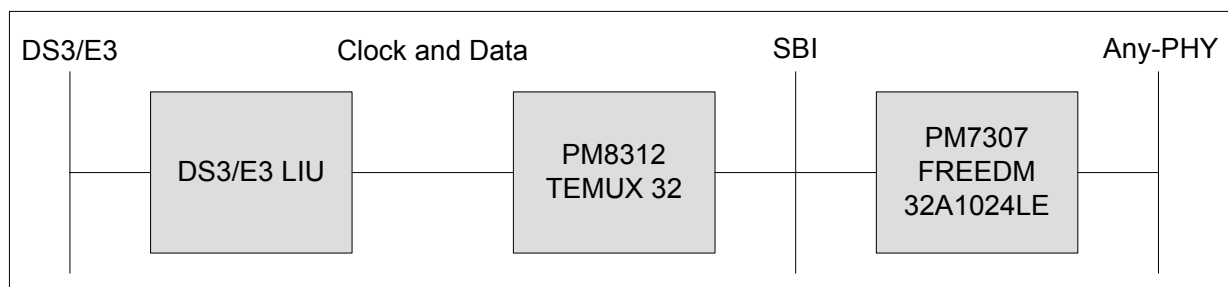 DS3/E3
Clock and Data
SBI
Any-PHY
DS3/E3 LIU
PM8312
TEMUX 32
PM7307
FREEDM
32A1024LE